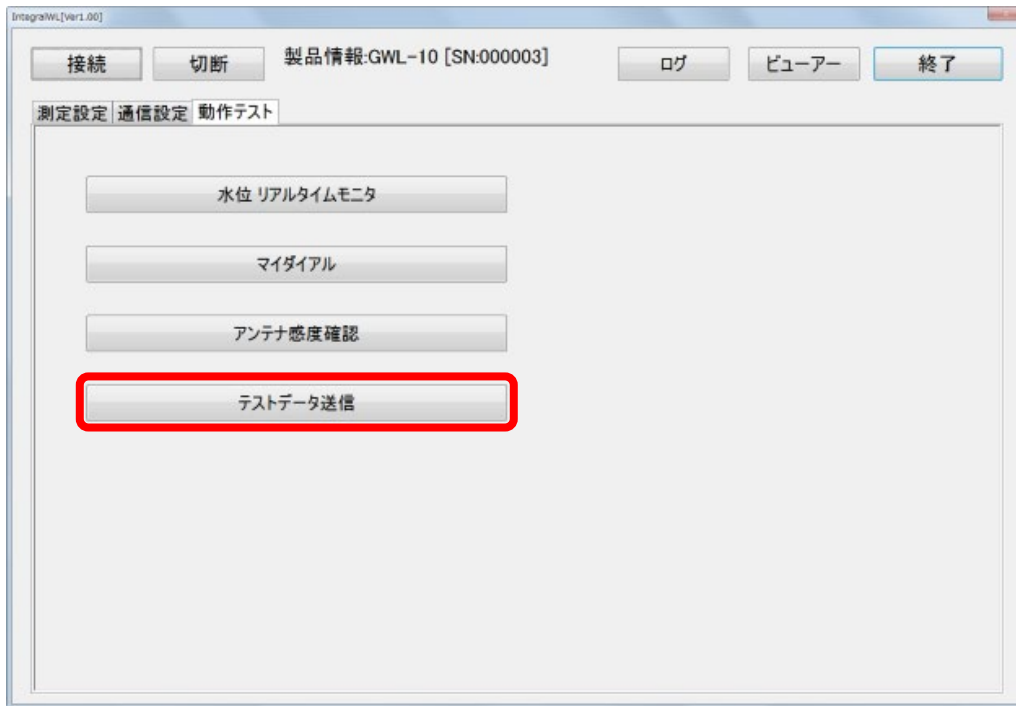 IntegralWL[Ver1.00]
接続 切断 製品情報:GWL-10 [SN:000003] ログ ビューアー 終了
測定設定 通信設定 動作テスト
水位 リアルタイムモニタ
マイダイアル
アンテナ感度確認
テストデータ送信